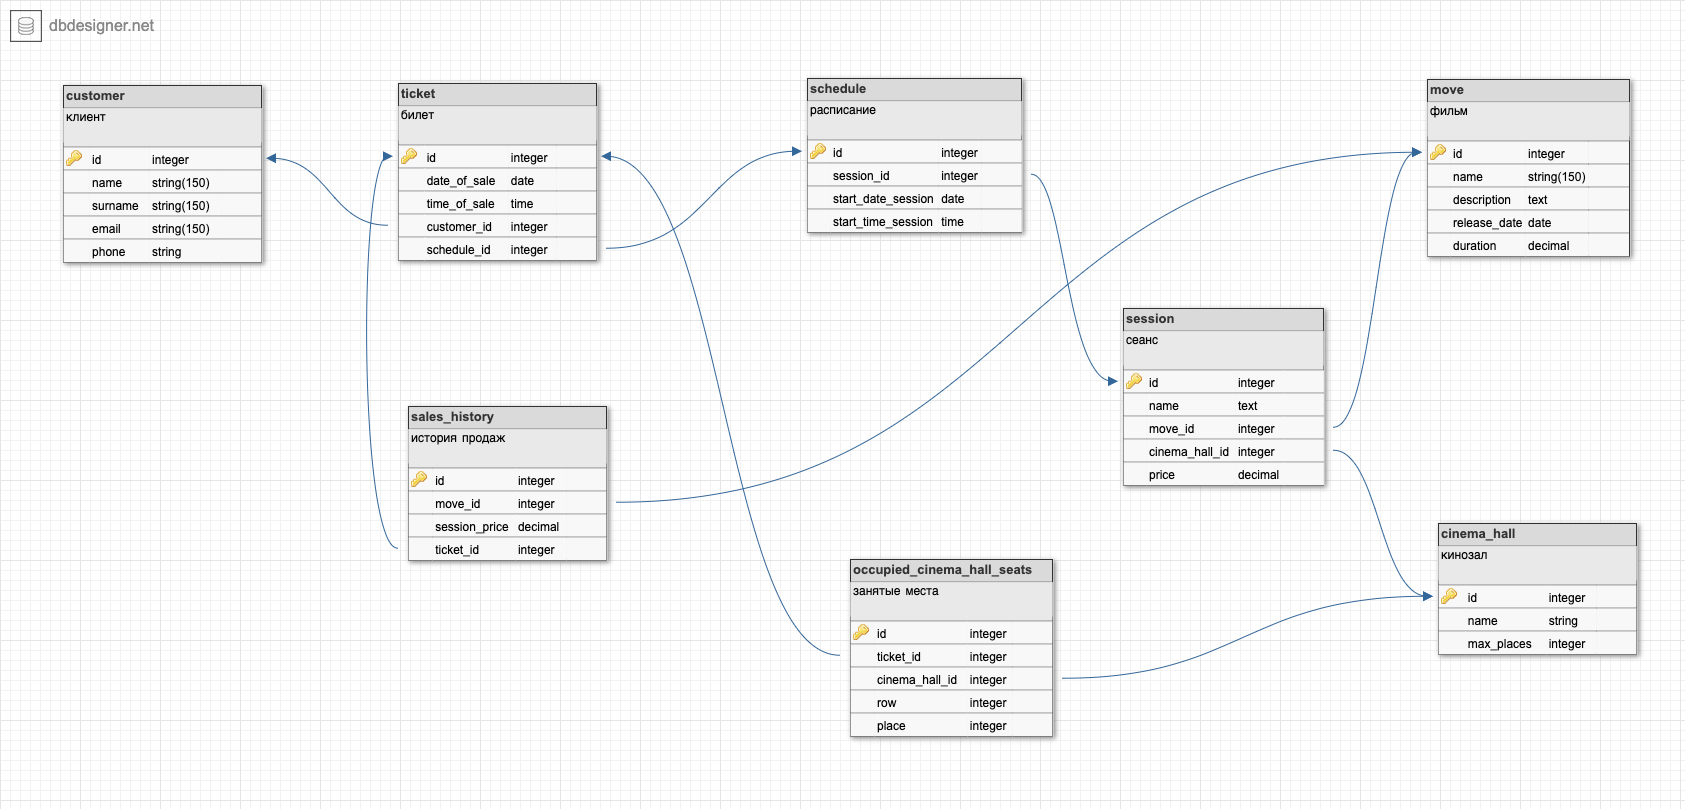 dbdesigner.net
customer
клиент
id integer
name string(150)
surname string(150)
email string(150)
phone string
ticket
билет
id integer
date_of_sale date
time_of_sale time
customer_id integer
schedule_id integer
schedule
расписание
id integer
session_id integer
start_date_session date
start_time_session time
move
фильм
id integer
name string(150)
description text
release_date date
duration decimal
session
сеанс
id integer
name text
move_id integer
cinema_hall_id integer
price decimal
sales_history
история продаж
id integer
move_id integer
session_price decimal
ticket_id integer
occupied_cinema_hall_seats
занятые места
id integer
ticket_id integer
cinema_hall_id integer
row integer
place integer
cinema_hall
кинозал
id integer
name string
max_places integer